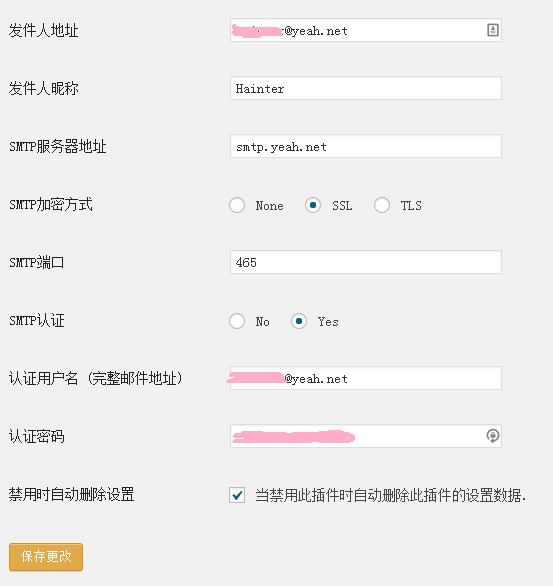 发件人地址 @yeah.net
发件人昵称 Hainter
SMTP服务器地址 smtp.yeah.net
SMTP加密方式 None SSL TLS
SMTP端口 465
SMTP认证 No Yes
认证用户名 (完整邮件地址) @yeah.net
认证密码
禁用时自动删除设置 当禁用此插件时自动删除此插件的设置数据.
保存更改